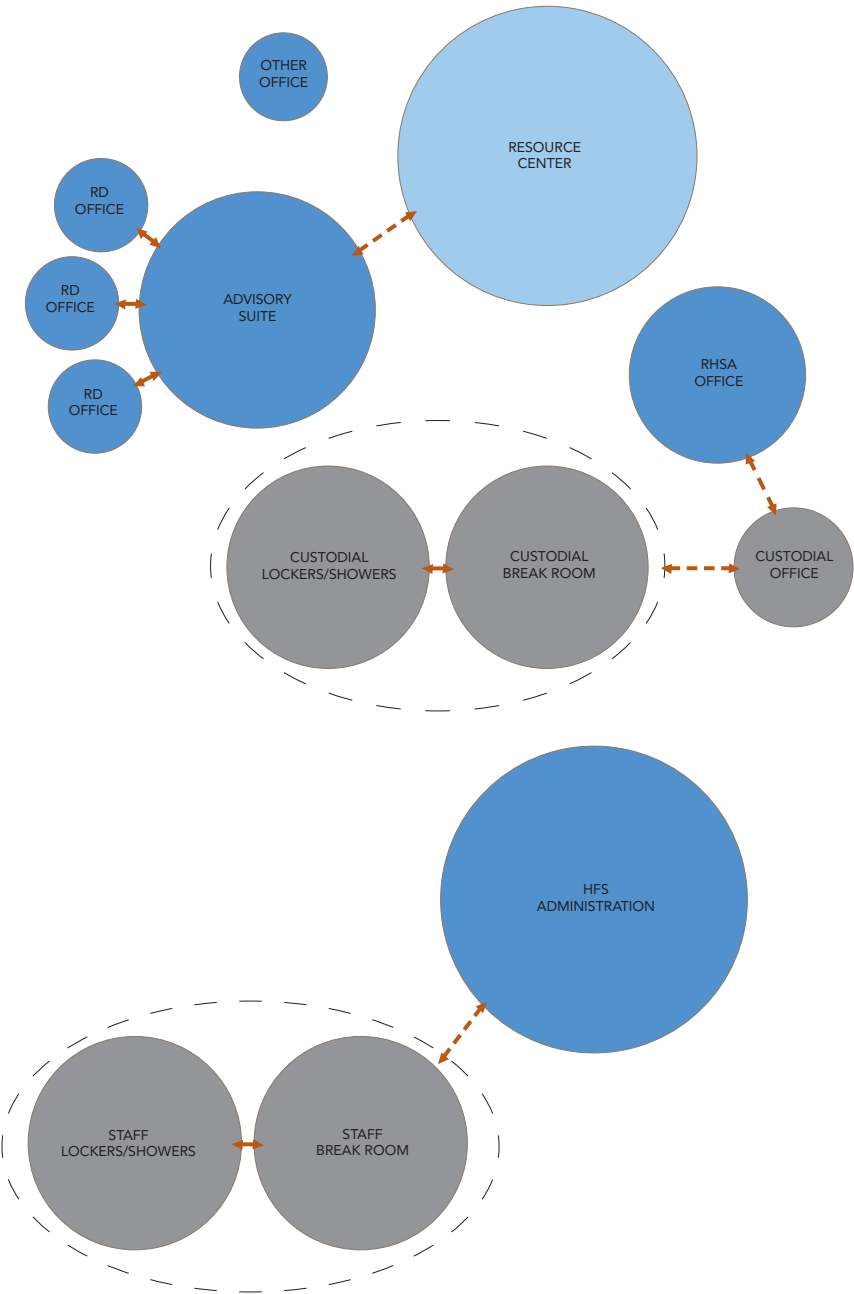 OTHER
OFFICE
RESOURCE
CENTER
RD
OFFICE
RD
OFFICE
ADVISORY
SUITE
RD
OFFICE
RHSA
OFFICE
CUSTODIAL
LOCKERS/SHOWERS
CUSTODIAL
BREAK ROOM
CUSTODIAL
OFFICE
HFS
ADMINISTRATION
STAFF
LOCKERS/SHOWERS
STAFF
BREAK ROOM